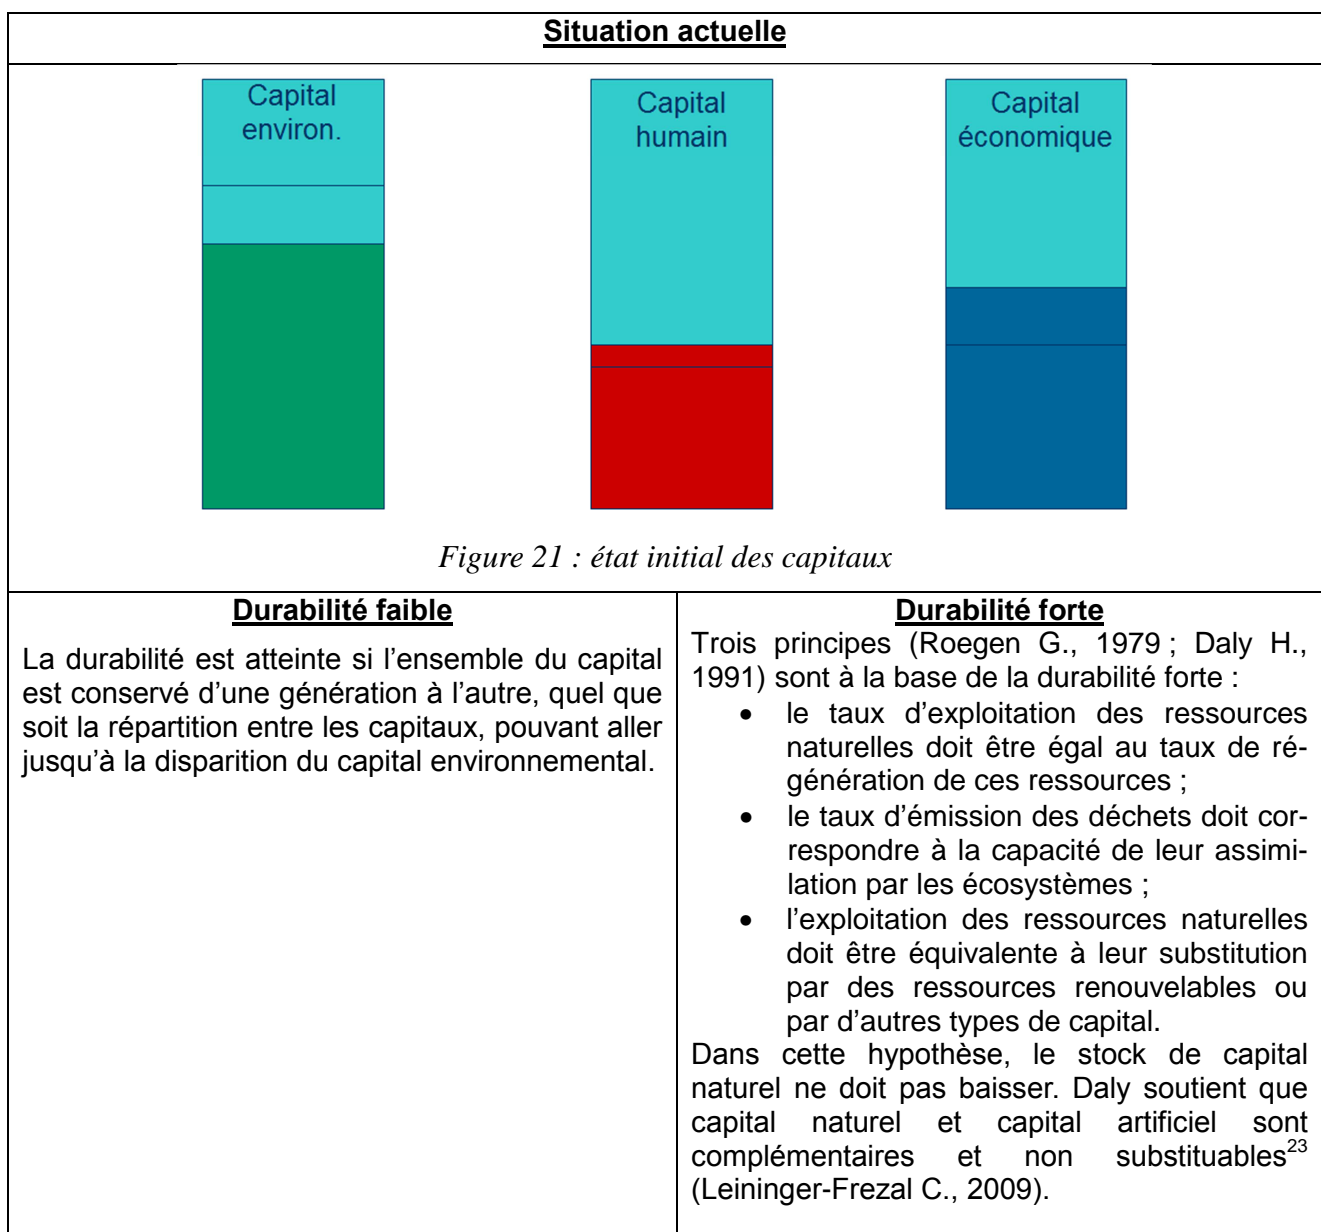 Situation actuelle
Capital
environ.
Capital
humain
Capital
économique
Figure 21 : état initial des capitaux
Durabilité faible
La durabilité est atteinte si l’ensemble du capital
est conservé d’une génération à l’autre, quel que
soit la répartition entre les capitaux, pouvant aller
jusqu’à la disparition du capital environnemental.
Durabilité forte
Trois principes (Roegen G., 1979 ; Daly H.,
1991) sont à la base de la durabilité forte :
• le taux d’exploitation des ressources
naturelles doit être égal au taux de ré-
génération de ces ressources ;
• le taux d’émission des déchets doit cor-
respondre à la capacité de leur assimi-
lation par les écosystèmes ;
• l’exploitation des ressources naturelles
doit être équivalente à leur substitution
par des ressources renouvelables ou
par d’autres types de capital.
Dans cette hypothèse, le stock de capital
naturel ne doit pas baisser. Daly soutient que
capital naturel et capital artificiel sont
complémentaires et non substituables23
(Leininger-Frezal C., 2009).